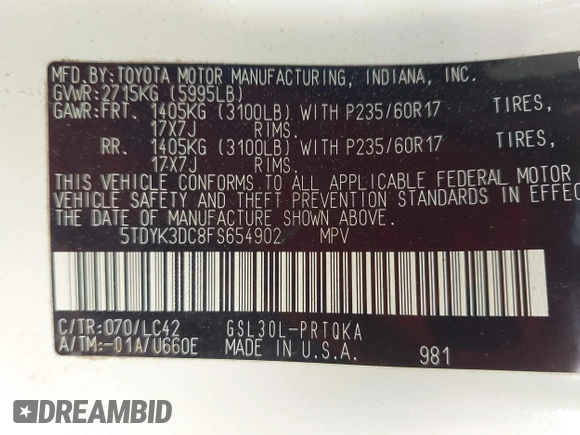 MFD. BY: TOYOTA MOTOR MANUFACTURING, INDIANA, INC.
GVWR: 2715KG (5995LB)
GAWR: FRT. 1405KG (3100LB) WITH P235/60R17 TIRES,
17X7J RIMS.
RR. 1405KG (3100LB) WITH P235/60R17 TIRES,
17X7J RIMS.
THIS VEHICLE CONFORMS TO ALL APPLICABLE FEDERAL MOTOR
VEHICLE SAFETY AND THEFT PREVENTION STANDARDS IN EFFEC
THE DATE OF MANUFACTURE SHOWN ABOVE.
5TDYK3DC8FS654902 MPV
C/TR: 070/LC42 GSL30L-PRTQKA
A/TM: -01A/U660E MADE IN U.S.A. 981
DREAMBID